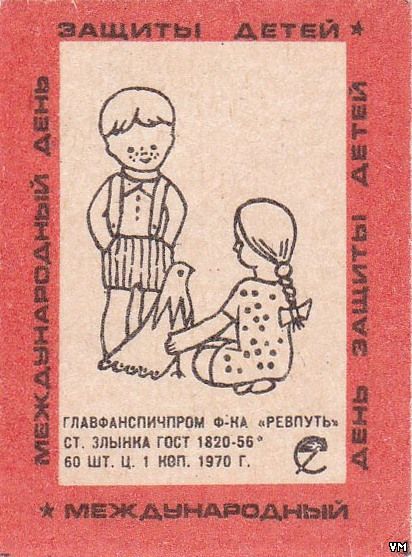 ЗАЩИТЫ ДЕТЕЙ ★
МЕЖДУНАРОДНЫЙ ДЕНЬ
ДЕНЬ ЗАЩИТЫ ДЕТЕЙ
ГЛАВФАНСПИЧПРОМ Ф-КА «РЕВПУТЬ»
СТ. ЗЛЫНКА ГОСТ 1820-56*
60 ШТ. Ц. 1 КОП. 1970 Г.
★ МЕЖДУНАРОДНЫЙ
VM